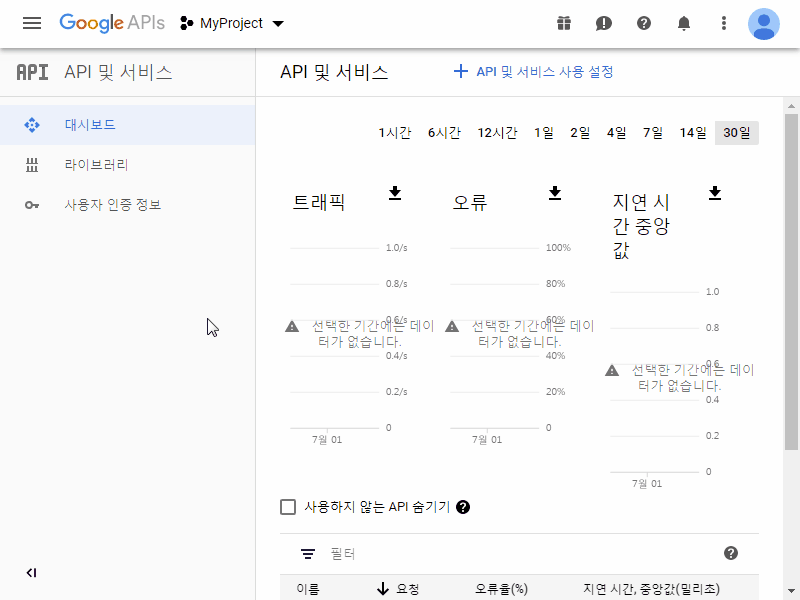 Google APIs MyProject
API API 및 서비스
API 및 서비스
API 및 서비스 사용 설정
대시보드
라이브러리
사용자 인증 정보
1시간 6시간 12시간 1일 2일 4일 7일 14일 30일
트래픽
1.0/s
0.8/s
0.6/s
선택한 기간에는 데이
터가 없습니다.
0.4/s
0.2/s
0
7월 01
오류
100%
80%
60%
선택한 기간에는 데이
터가 없습니다.
40%
20%
0
7월 01
지연 시
간 중앙
값
1.0
0.8
0.6
선택한 기간에는 데이
터가 없습니다.
0.4
0.2
0
7월 01
사용하지 않는 API 숨기기
필터
이름 요청 오류율(%) 지연 시간, 중앙값(밀리초)